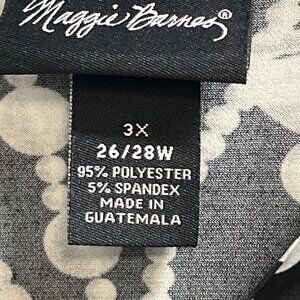 Maggie Barnes®
3X
26/28W
95% POLYESTER
5% SPANDEX
MADE IN
GUATEMALA